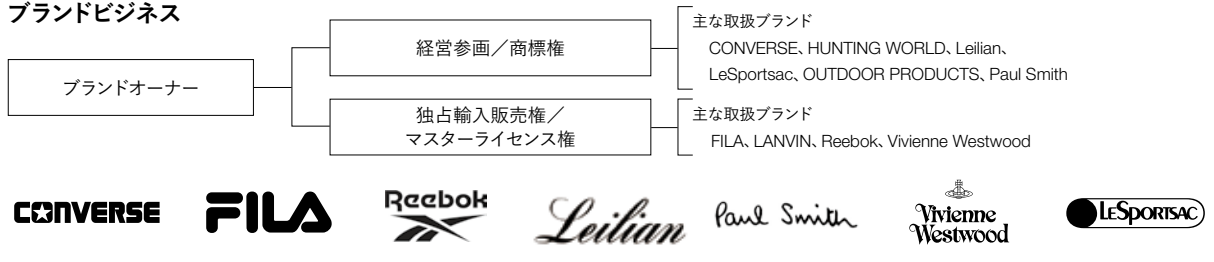 ブランドビジネス
ブランドオーナー
経営参画／商標権
主な取扱ブランド
CONVERSE、HUNTING WORLD、Leilian、
LeSportsac、OUTDOOR PRODUCTS、Paul Smith
独占輸入販売権／
マスターライセンス権
主な取扱ブランド
FILA、LANVIN、Reebok、Vivienne Westwood
CONVERSE
FILA
Reebok
Leilian
Paul Smith
Vivienne
Westwood
LESPORTSAC